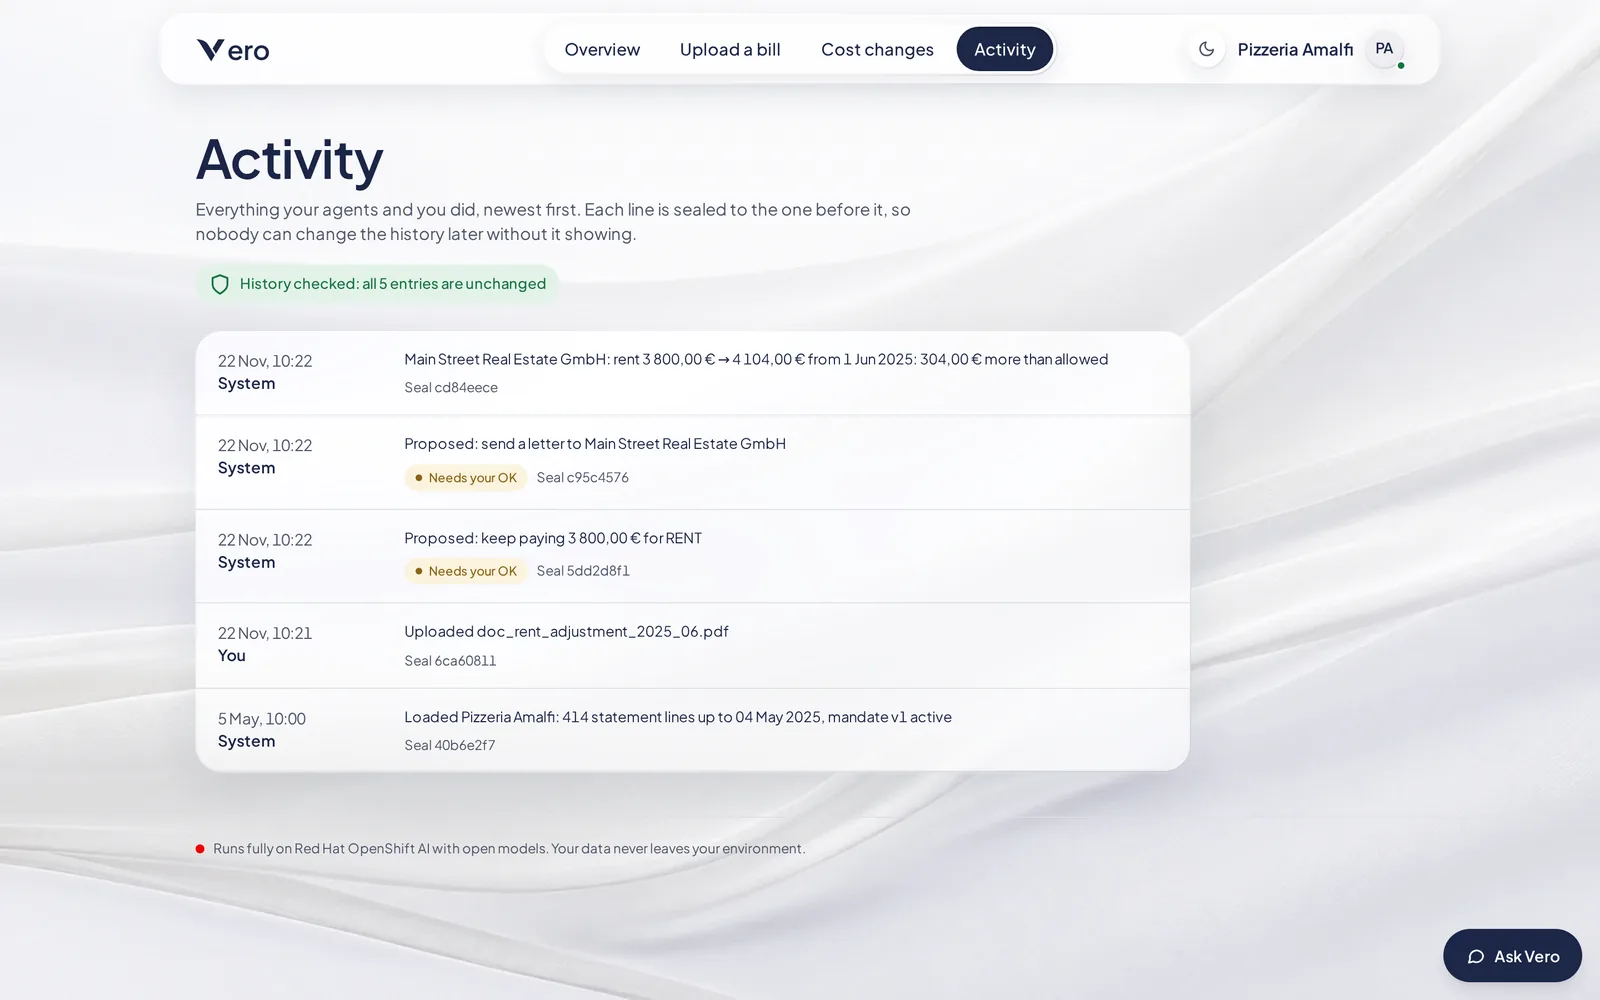 Vero
Overview
Upload a bill
Cost changes
Activity
Pizzeria Amalfi
PA
Activity
Everything your agents and you did, newest first. Each line is sealed to the one before it, so
nobody can change the history later without it showing.
History checked: all 5 entries are unchanged
22 Nov, 10:22
System
Main Street Real Estate GmbH: rent 3 800,00 € → 4 104,00 € from 1 Jun 2025: 304,00 € more than allowed
Seal cd84eece
22 Nov, 10:22
System
Proposed: send a letter to Main Street Real Estate GmbH
Needs your OK
Seal c95c4576
22 Nov, 10:22
System
Proposed: keep paying 3 800,00 € for RENT
Needs your OK
Seal 5dd2d8f1
22 Nov, 10:21
You
Uploaded doc_rent_adjustment_2025_06.pdf
Seal 6ca60811
5 May, 10:00
System
Loaded Pizzeria Amalfi: 414 statement lines up to 04 May 2025, mandate v1 active
Seal 40b6e2f7
Runs fully on Red Hat OpenShift AI with open models. Your data never leaves your environment.
Ask Vero